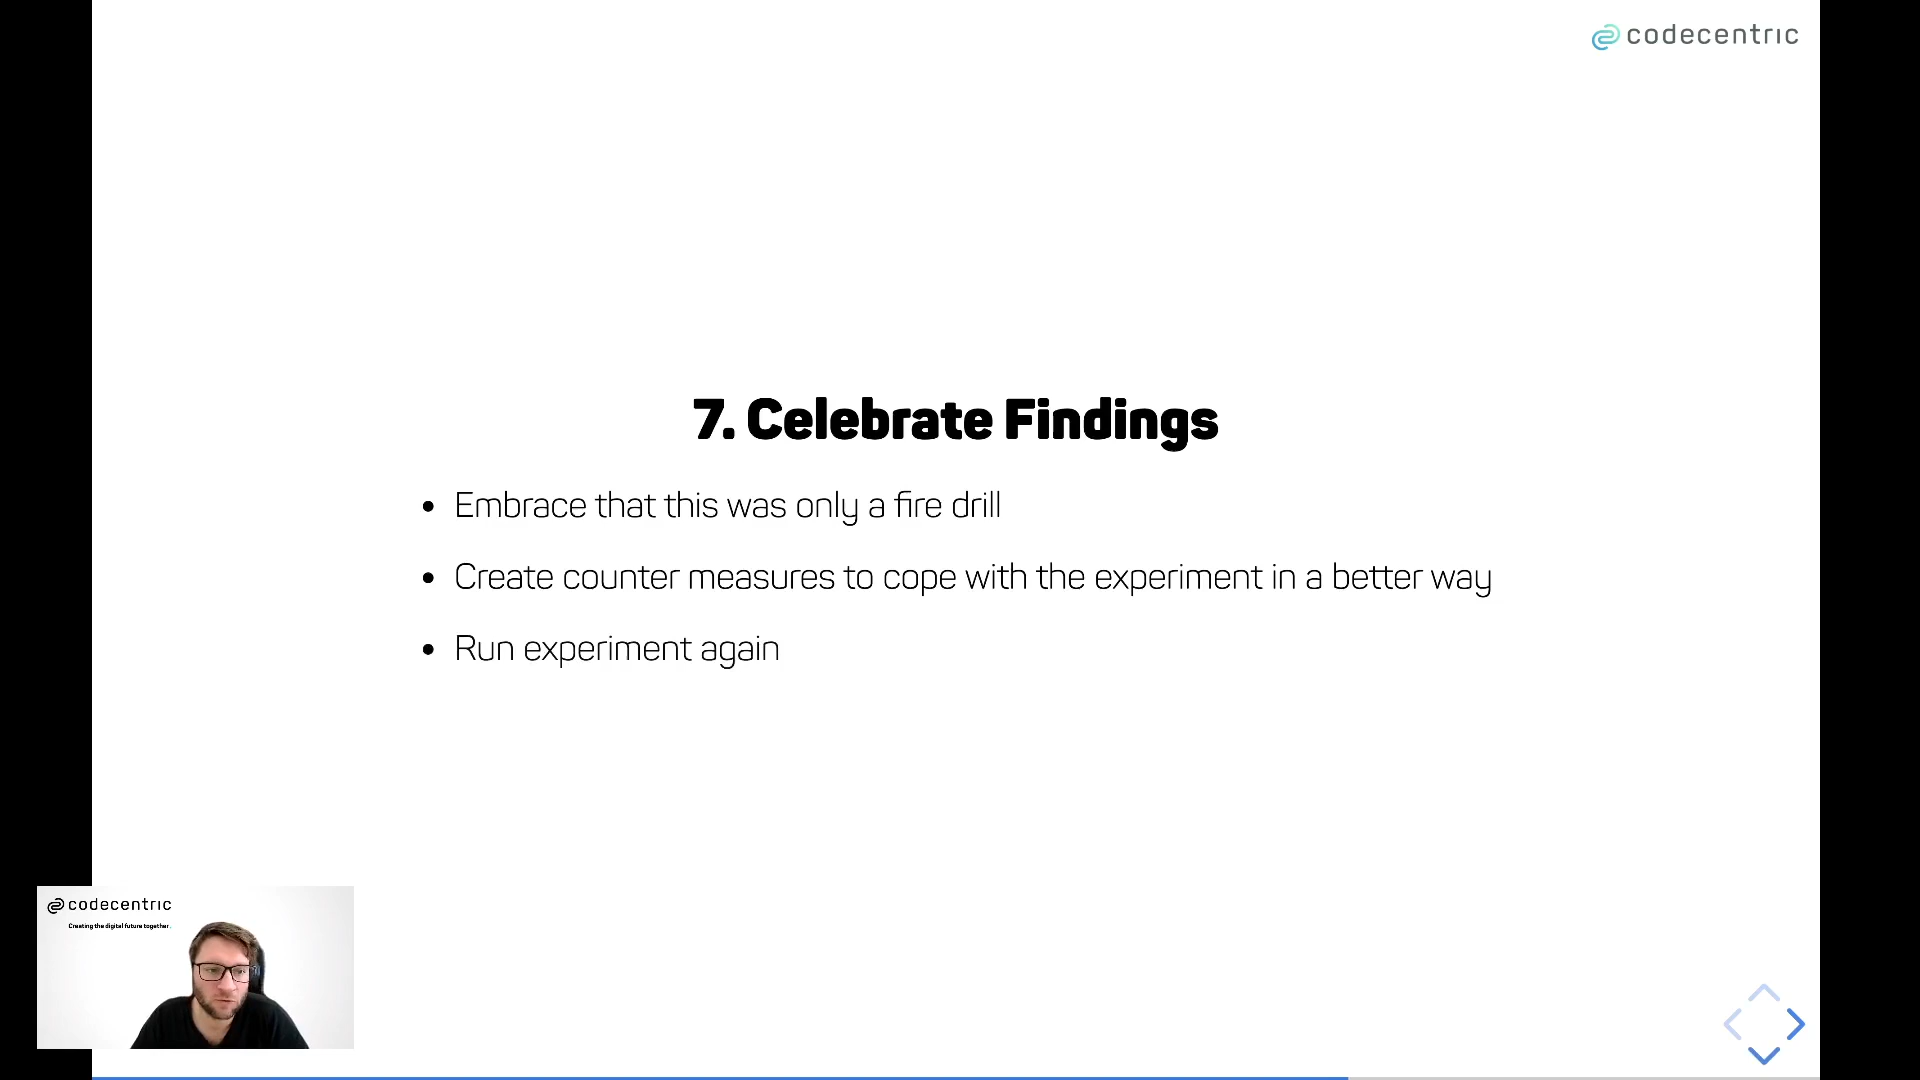 codecentric
7. Celebrate Findings
Embrace that this was only a fire drill
Create counter measures to cope with the experiment in a better way
Run experiment again
codecentric
Creating the digital future together.